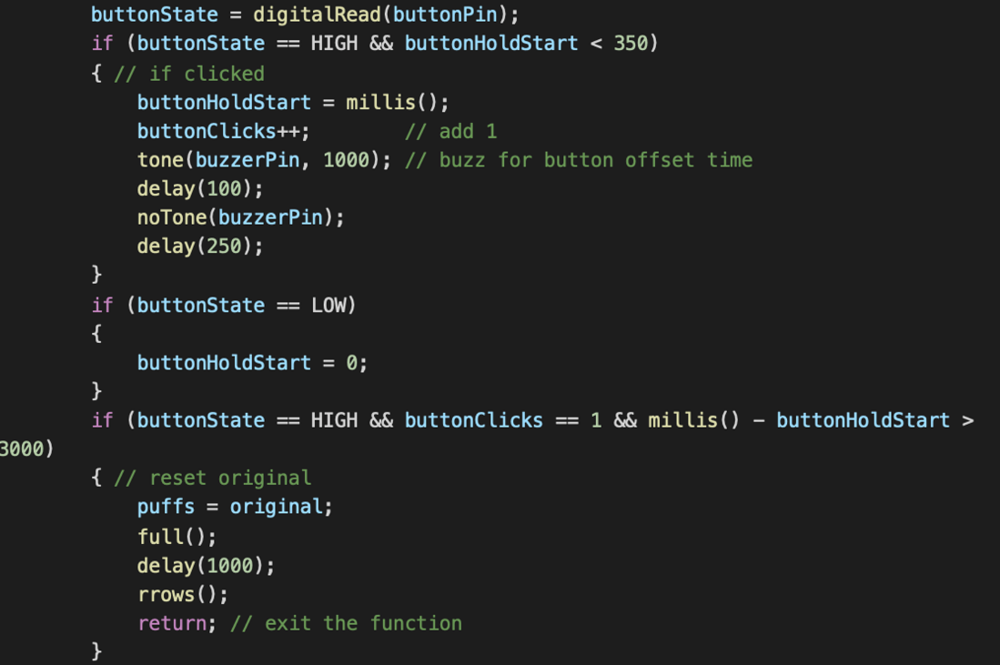 buttonState = digitalRead(buttonPin);
if (buttonState == HIGH && buttonHoldStart < 350)
{ // if clicked
buttonHoldStart = millis();
buttonClicks++; // add 1
tone(buzzerPin, 1000); // buzz for button offset time
delay(100);
noTone(buzzerPin);
delay(250);
}
if (buttonState == LOW)
{
buttonHoldStart = 0;
}
if (buttonState == HIGH && buttonClicks == 1 && millis() - buttonHoldStart >
3000)
{ // reset original
puffs = original;
full();
delay(1000);
rrows();
return; // exit the function
}